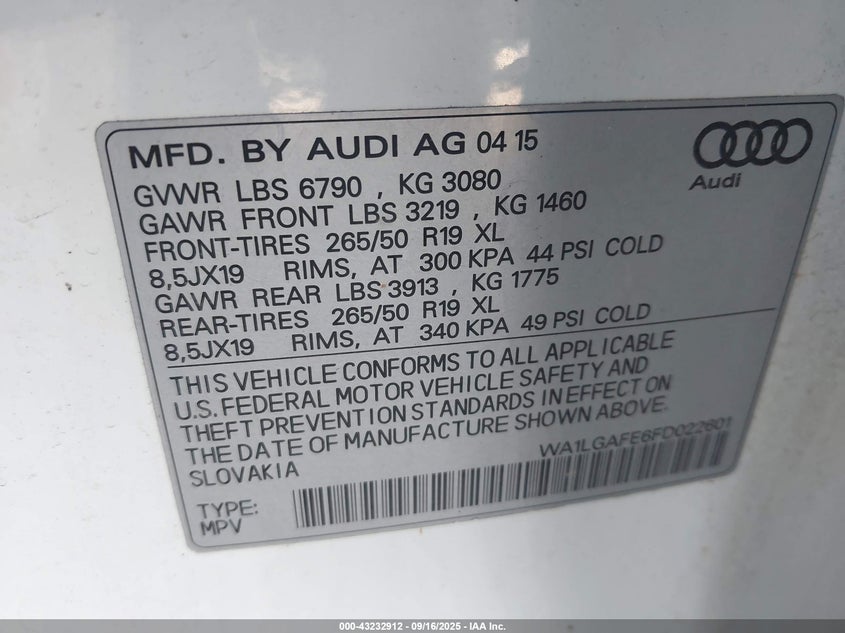 MFD. BY AUDI AG 04 15
Audi
GVWR LBS 6790 , KG 3080
GAWR FRONT LBS 3219 , KG 1460
FRONT-TIRES 265/50 R19 XL
8,5JX19 RIMS, AT 300 KPA 44 PSI COLD
GAWR REAR LBS 3913 , KG 1775
REAR-TIRES 265/50 R19 XL
8,5JX19 RIMS, AT 340 KPA 49 PSI COLD
THIS VEHICLE CONFORMS TO ALL APPLICABLE
U.S. FEDERAL MOTOR VEHICLE SAFETY AND
THEFT PREVENTION STANDARDS IN EFFECT ON
THE DATE OF MANUFACTURE SHOWN ABOVE.
SLOVAKIA
WA1LGAFE6FD022601
TYPE:
MPV
000-43232912 - 09/16/2025 - IAA Inc.